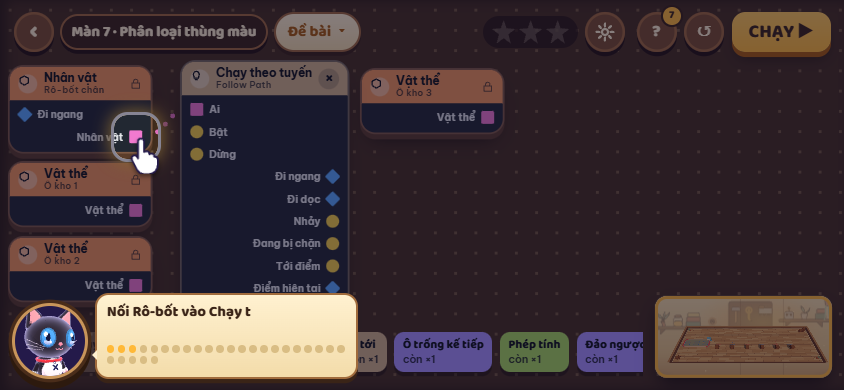 Màn 7 · Phân loại thùng màu
Đề bài
?
7
CHẠY
Nhân vật
Rô-bốt chân
Đi ngang
Nhân vật
Vật thể
Ô kho 1
Vật thể
Vật thể
Ô kho 2
Vật thể
Chạy theo tuyến
Follow Path
Ai
Bật
Dừng
Đi ngang
Đi dọc
Nhảy
Đang bị chặn
Tới điểm
Điểm hiện tại
Vật thể
Ô kho 3
Vật thể
Nối Rô-bốt vào Chạy t
tới
còn ×1
Ô trống kế tiếp
còn ×1
Phép tính
còn ×1
Đảo ngược
còn ×1